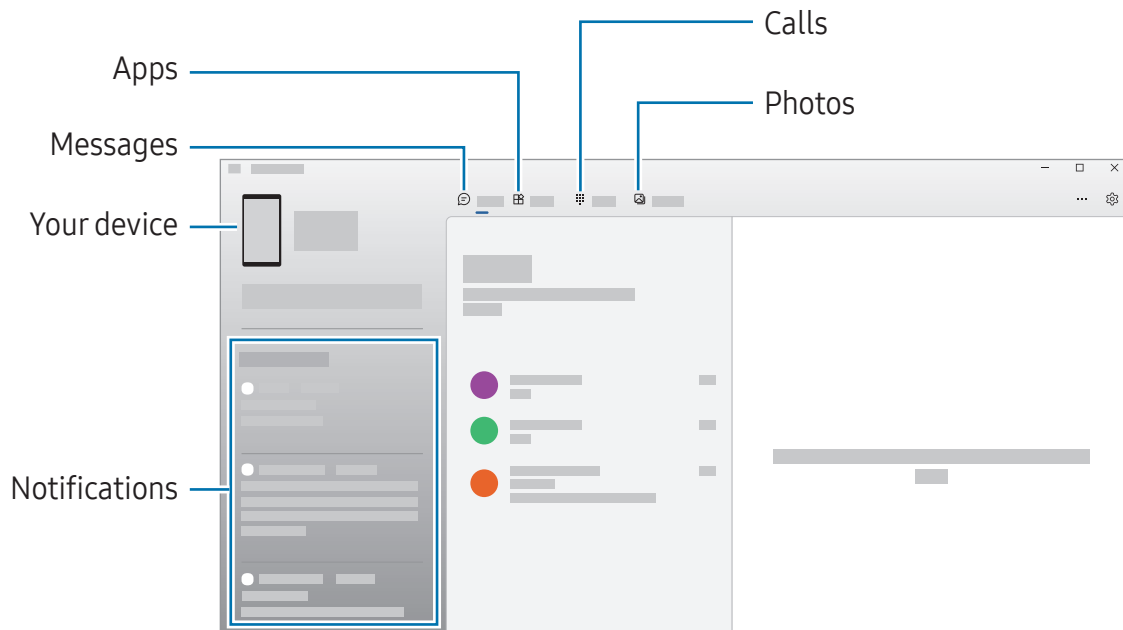 Calls
Apps
Photos
Messages
Your device
Notifications